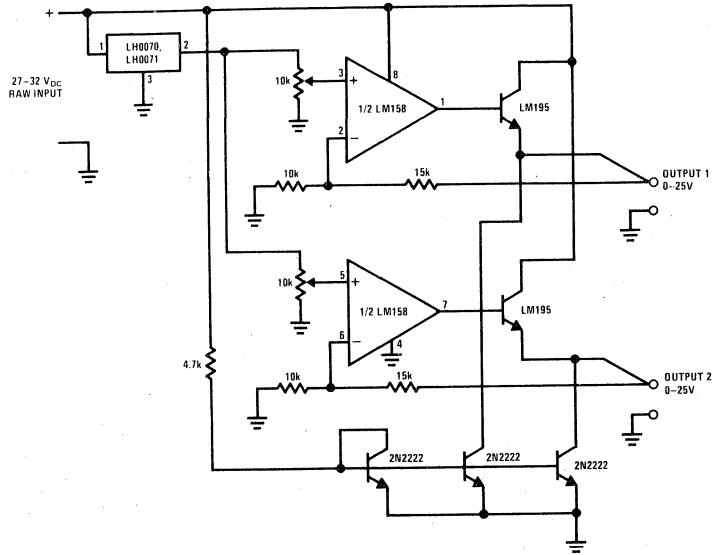 +
1
LH0070,
LH0071
2
3
27–32 V_DC
RAW INPUT
10k
3
+
8
1/2 LM158
1
2
–
LM195
10k
15k
OUTPUT 1
0–25V
10k
5
+
1/2 LM158
7
6
–
4
LM195
4.7k
10k
15k
OUTPUT 2
0–25V
2N2222
2N2222
2N2222